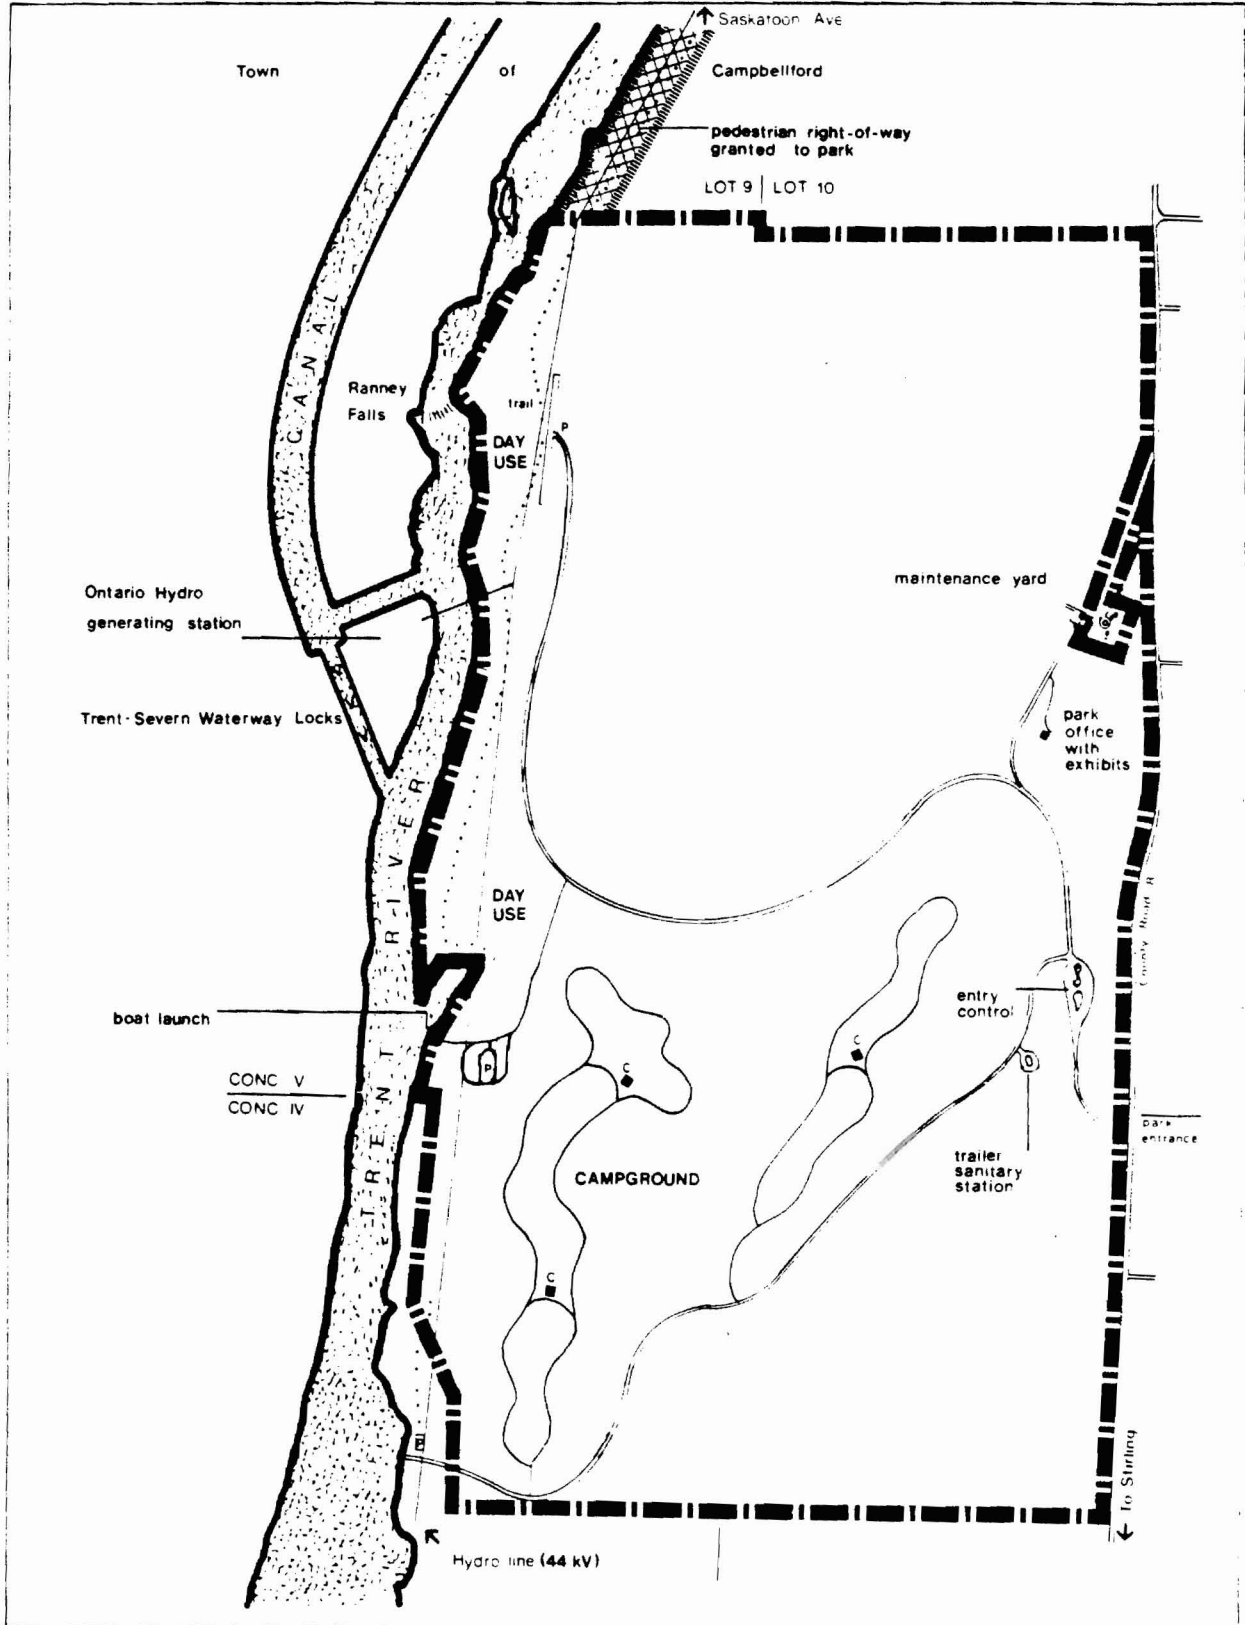 ↑ Saskatoon Ave
Town of Campbellford
pedestrian right-of-way
granted to park
LOT 9 | LOT 10
CANAL
Ranney
Falls
trail
P
DAY
USE
Ontario Hydro
generating station
maintenance yard
Trent-Severn Waterway Locks
park
office
with
exhibits
TRENT RIVER
DAY
USE
County Road 8
entry
control
boat launch
P
C
C
CONC V
CONC IV
park
entrance
trailer
sanitary
station
CAMPGROUND
C
P
↓ To Stirling
Hydro line (44 kV)